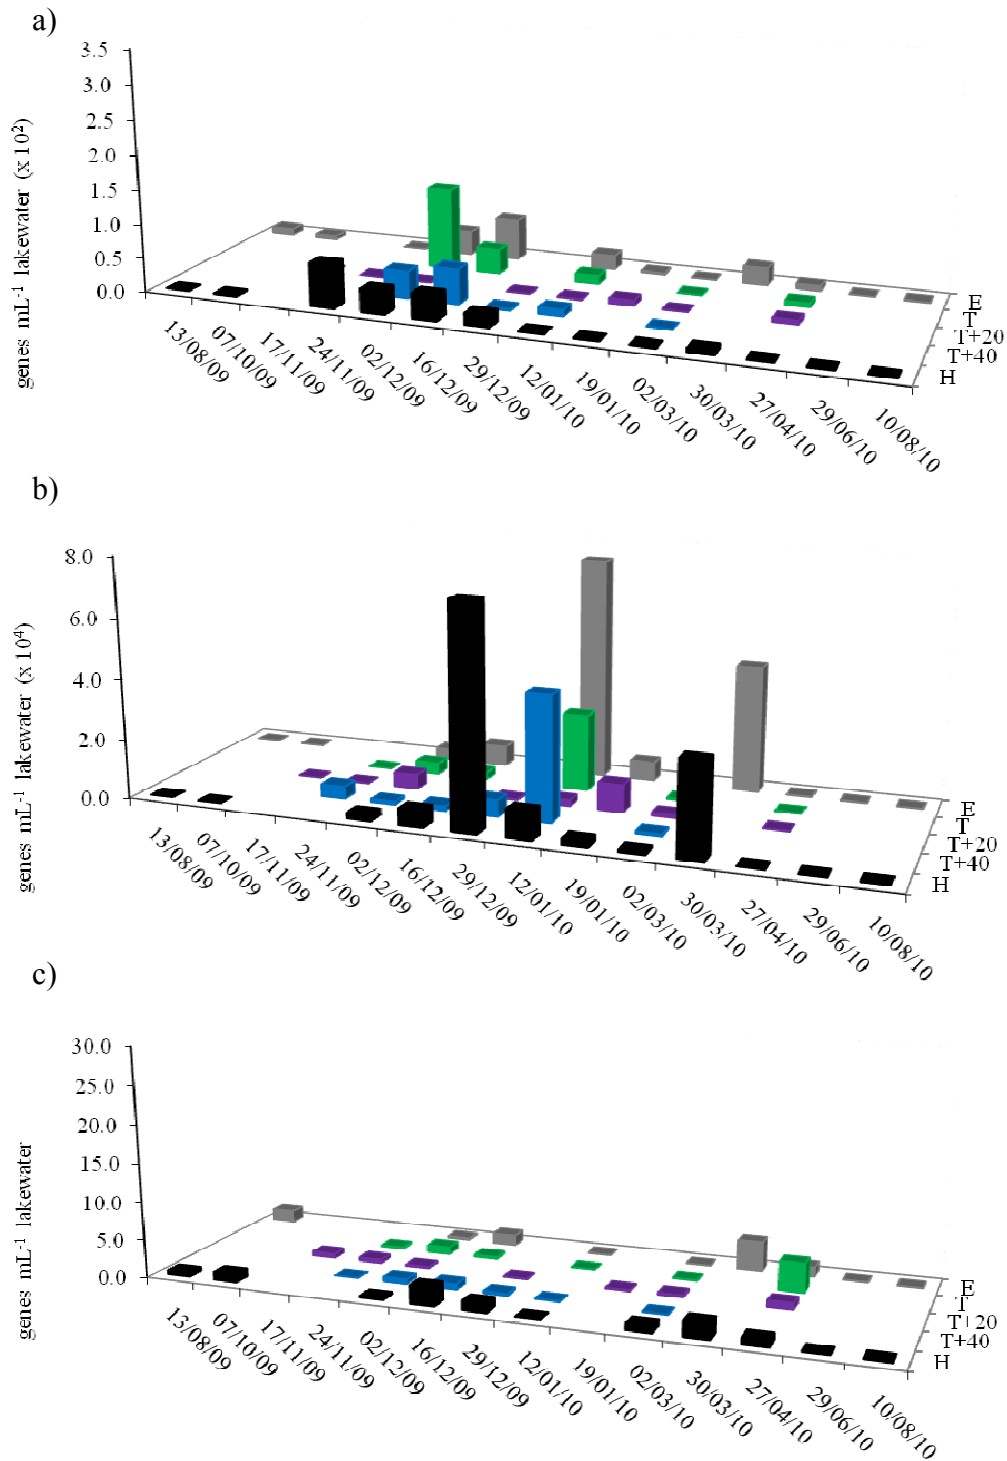 a)
3.5
3.0
2.5
2.0
1.5
1.0
0.5
0.0
genes mL-1 lakewater (x 10²)
13/08/09
07/10/09
17/11/09
24/11/09
02/12/09
16/12/09
29/12/09
12/01/10
19/01/10
02/03/10
30/03/10
27/04/10
29/06/10
10/08/10
E
T
T+20
T+40
H
b)
8.0
6.0
4.0
2.0
0.0
genes mL-1 lakewater (x 10⁴)
13/08/09
07/10/09
17/11/09
24/11/09
02/12/09
16/12/09
29/12/09
12/01/10
19/01/10
02/03/10
30/03/10
27/04/10
29/06/10
10/08/10
E
T
T+20
T+40
H
c)
30.0
25.0
20.0
15.0
10.0
5.0
0.0
genes mL-1 lakewater
13/08/09
07/10/09
17/11/09
24/11/09
02/12/09
16/12/09
29/12/09
12/01/10
19/01/10
02/03/10
30/03/10
27/04/10
29/06/10
10/08/10
E
T
T+20
T+40
H